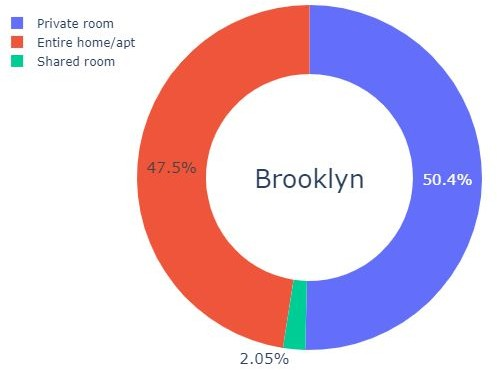 Private room
Entire home/apt
Shared room
47.5%
Brooklyn
50.4%
2.05%